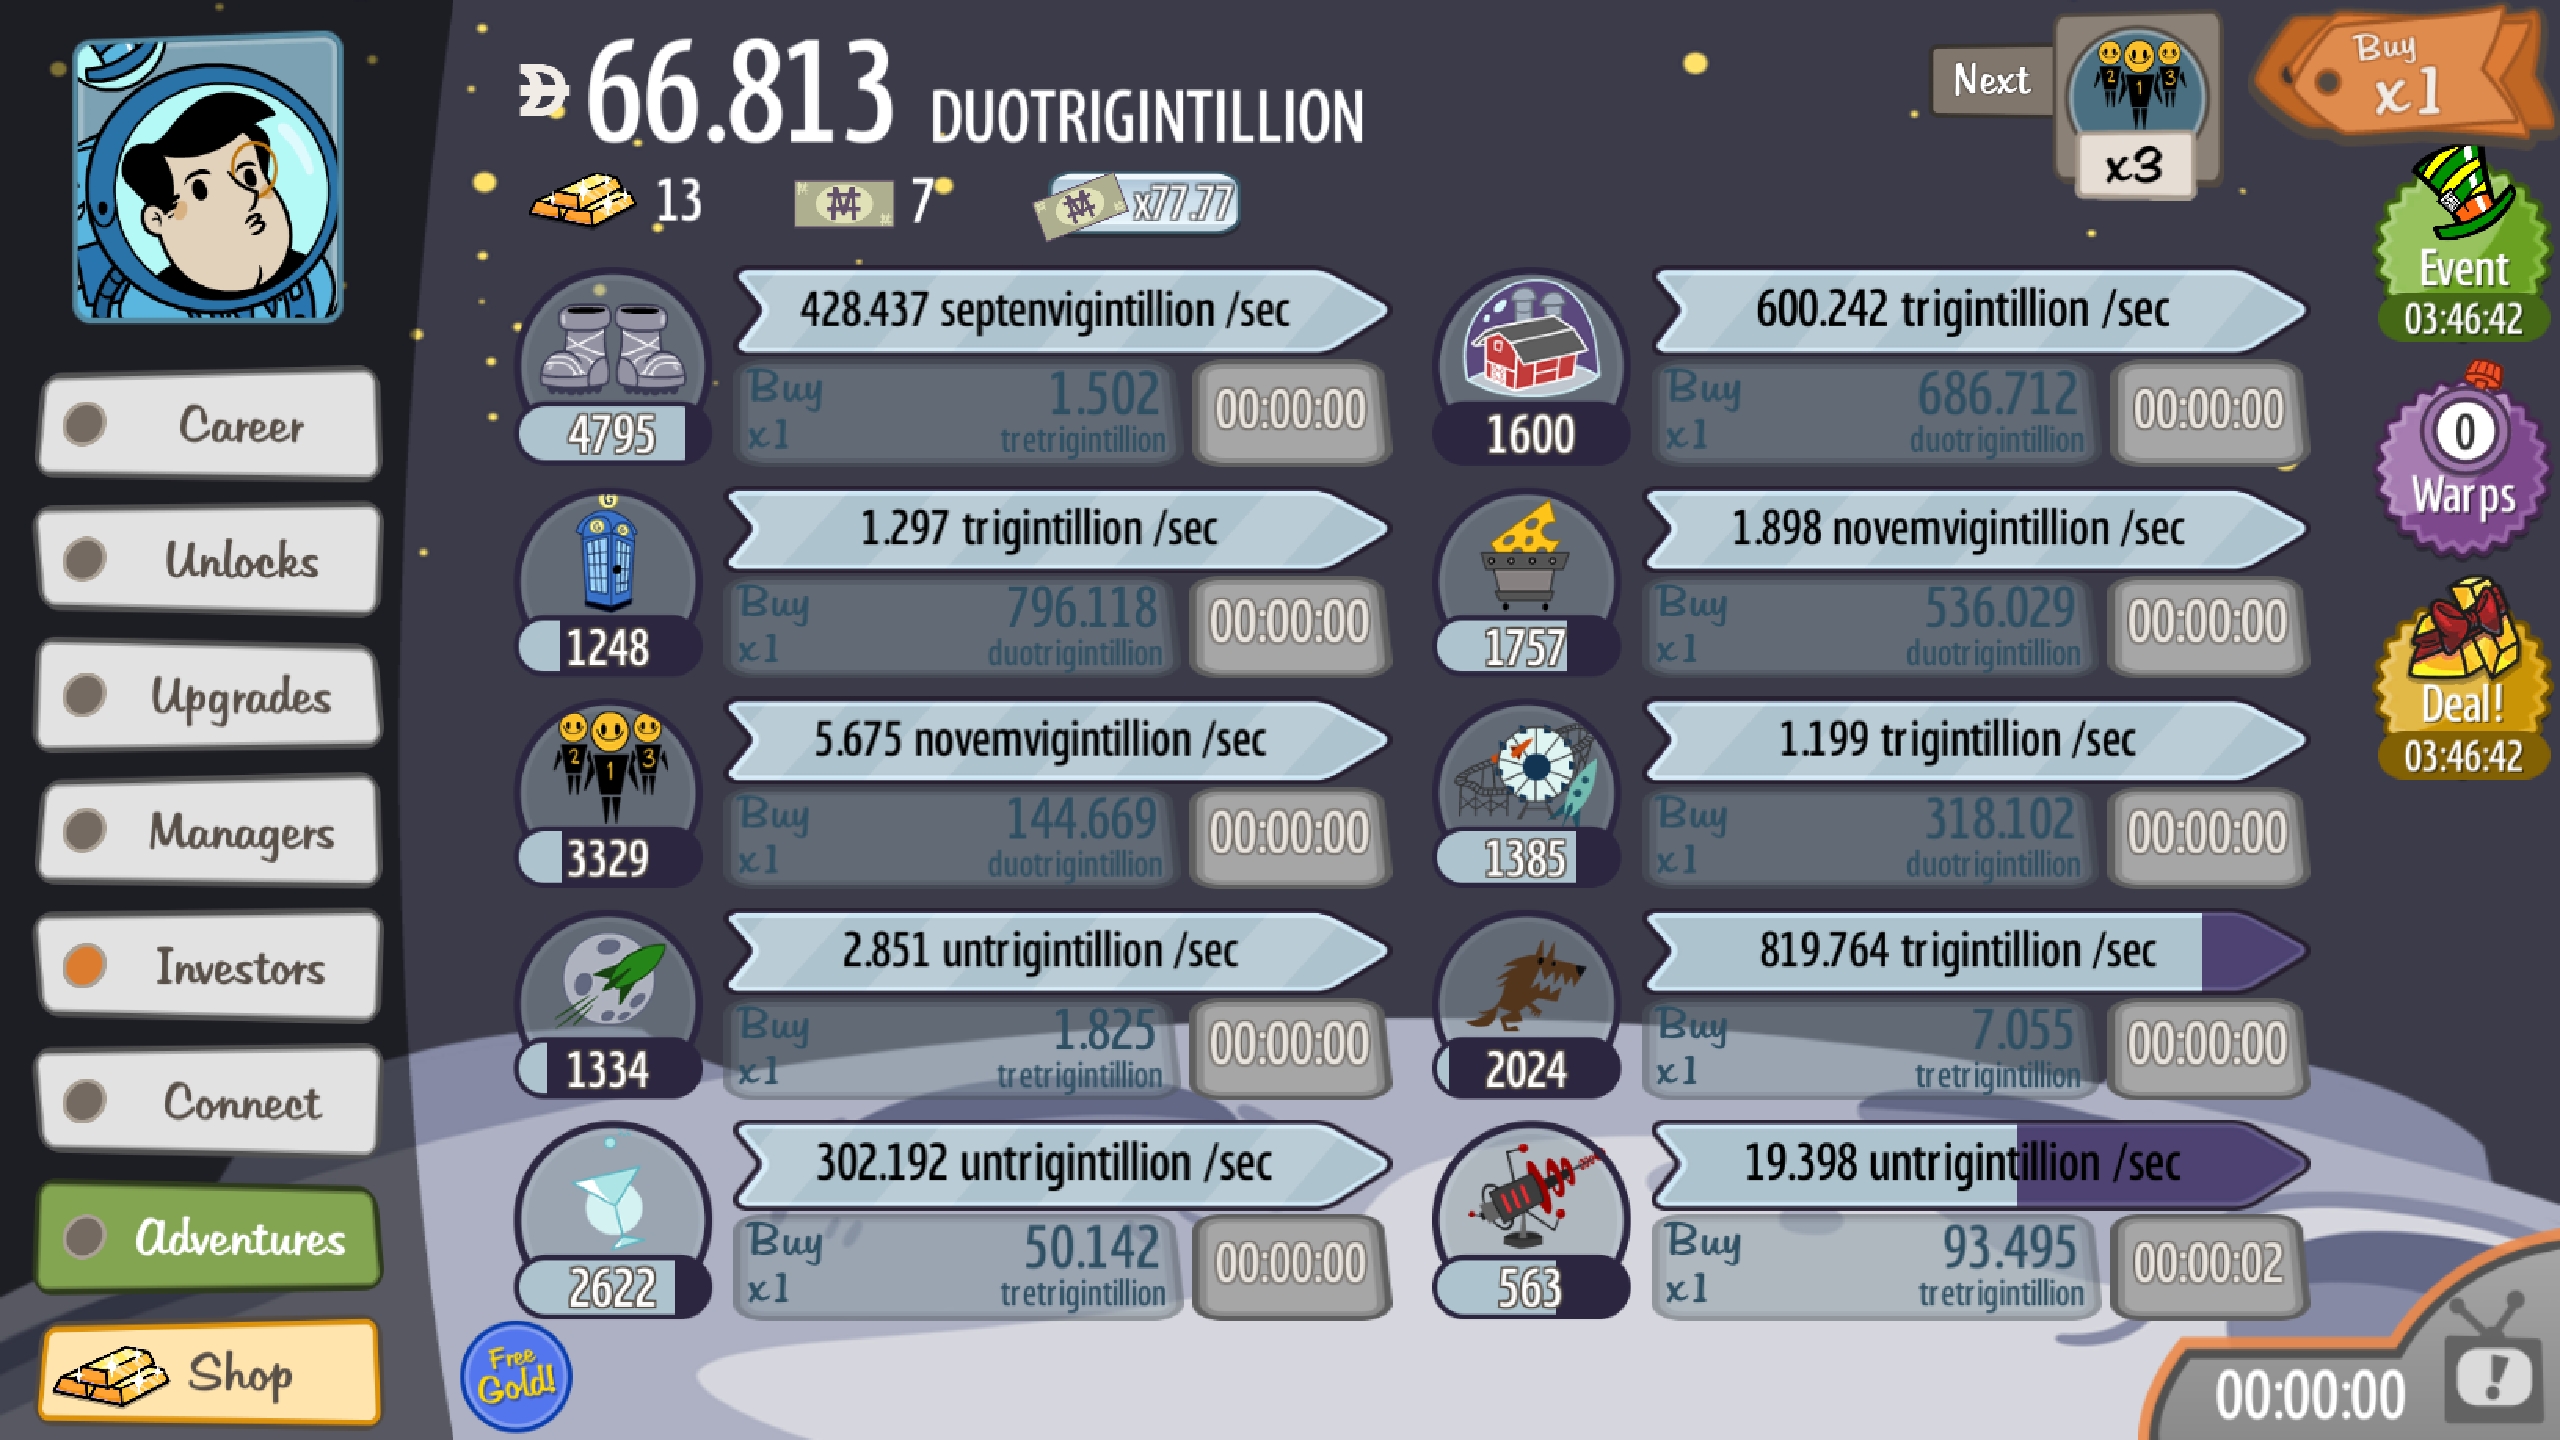 66.813 DUOTRIGINTILLION
13 7 x77.77
Next
x3
Buy
x1
Event
03:46:42
0
Warps
Deal!
03:46:42
Career
Unlocks
Upgrades
Managers
Investors
Connect
Adventures
Shop
428.437 septenvigintillion /sec
4795
Buy 1.502
x1 tretrigintillion
00:00:00
600.242 trigintillion /sec
1600
Buy 686.712
x1 duotrigintillion
00:00:00
G
1.297 trigintillion /sec
1248
Buy 796.118
x1 duotrigintillion
00:00:00
1.898 novemvigintillion /sec
1757
Buy 536.029
x1 duotrigintillion
00:00:00
2 1 3
5.675 novemvigintillion /sec
3329
Buy 144.669
x1 duotrigintillion
00:00:00
1.199 trigintillion /sec
1385
Buy 318.102
x1 duotrigintillion
00:00:00
2.851 untrigintillion /sec
1334
Buy 1.825
x1 tretrigintillion
00:00:00
819.764 trigintillion /sec
2024
Buy 7.055
x1 tretrigintillion
00:00:00
302.192 untrigintillion /sec
2622
Buy 50.142
x1 tretrigintillion
00:00:00
19.398 untrigintillion /sec
563
Buy 93.495
x1 tretrigintillion
00:00:02
Free
Gold!
00:00:00
!